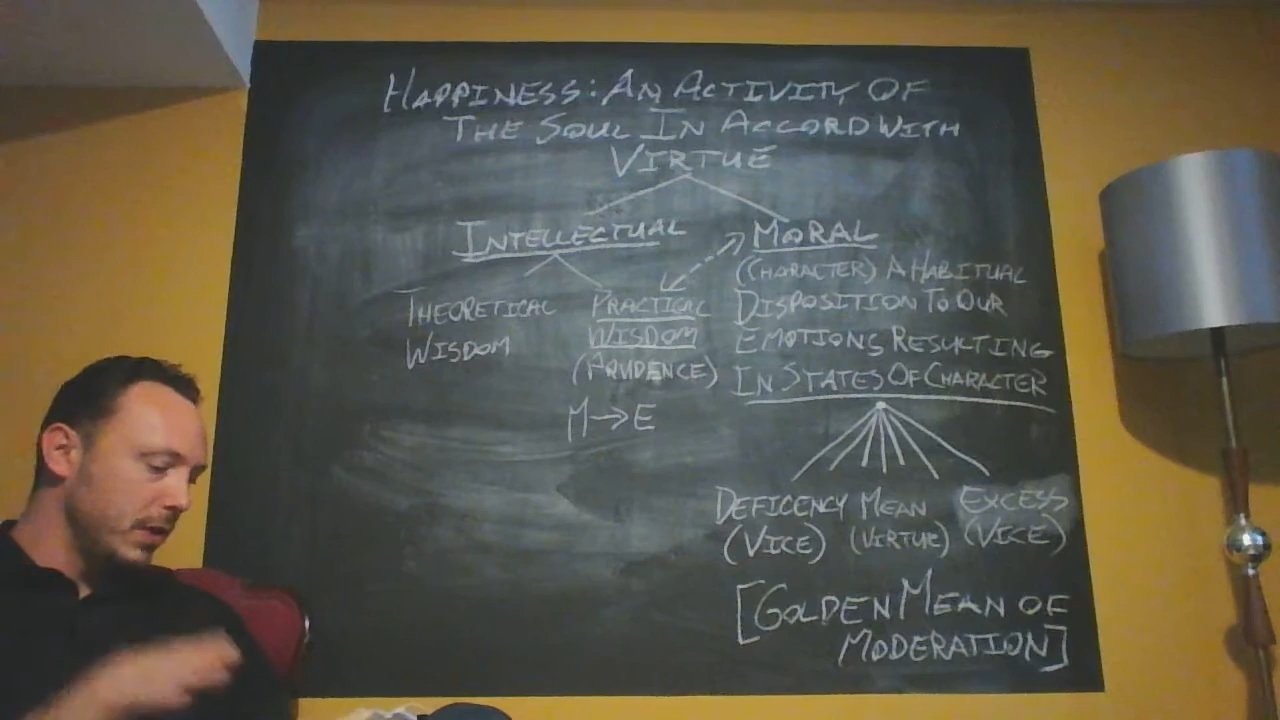 HAPPINESS: AN ACTIVITY OF
THE SOUL IN ACCORD WITH
VIRTUE
INTELLECTUAL
THEORETICAL
WISDOM
PRACTICAL
WISDOM
(PRUDENCE)
M→E
MORAL
(CHARACTER) A HABITUAL
DISPOSITION TO OUR
EMOTIONS RESULTING
IN STATES OF CHARACTER
DEFICENCY MEAN EXCESS
(VICE) (VIRTUE) (VICE)
[GOLDEN MEAN OF
MODERATION]